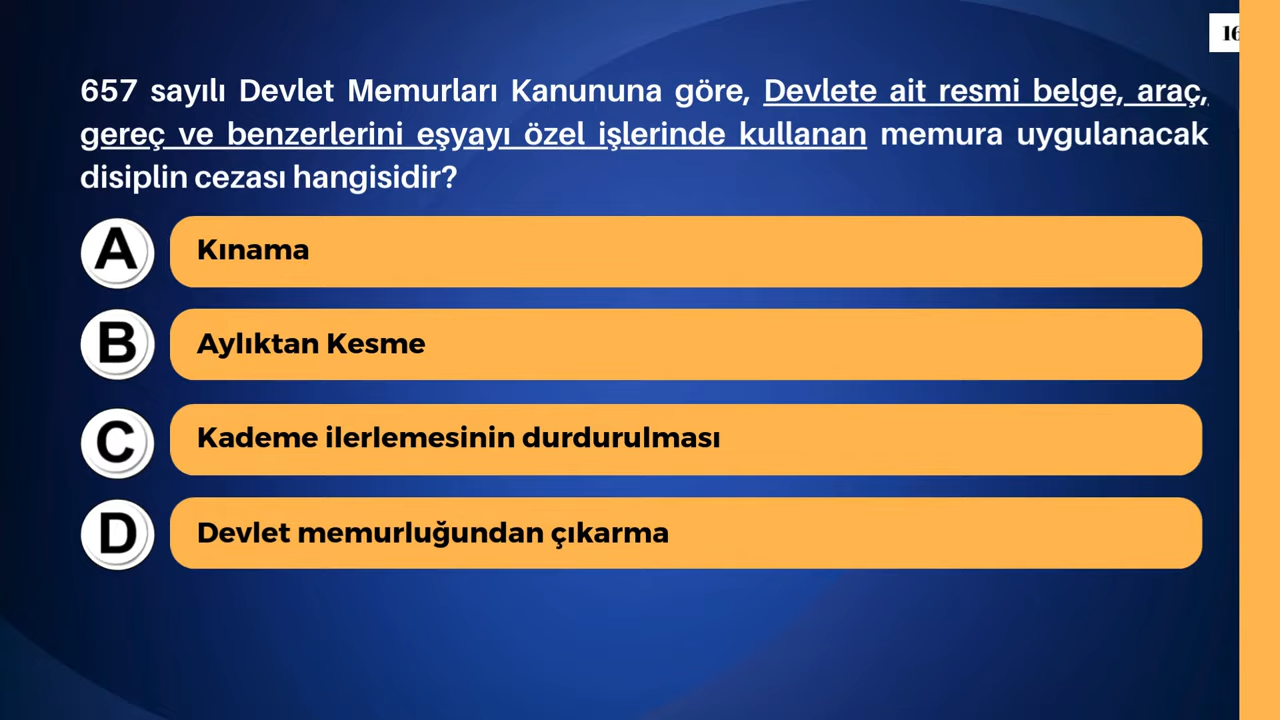 16
657 sayılı Devlet Memurları Kanununa göre, Devlete ait resmi belge, araç,
gereç ve benzerlerini eşyayı özel işlerinde kullanan memura uygulanacak
disiplin cezası hangisidir?
A Kınama
B Aylıktan Kesme
C Kademe ilerlemesinin durdurulması
D Devlet memurluğundan çıkarma